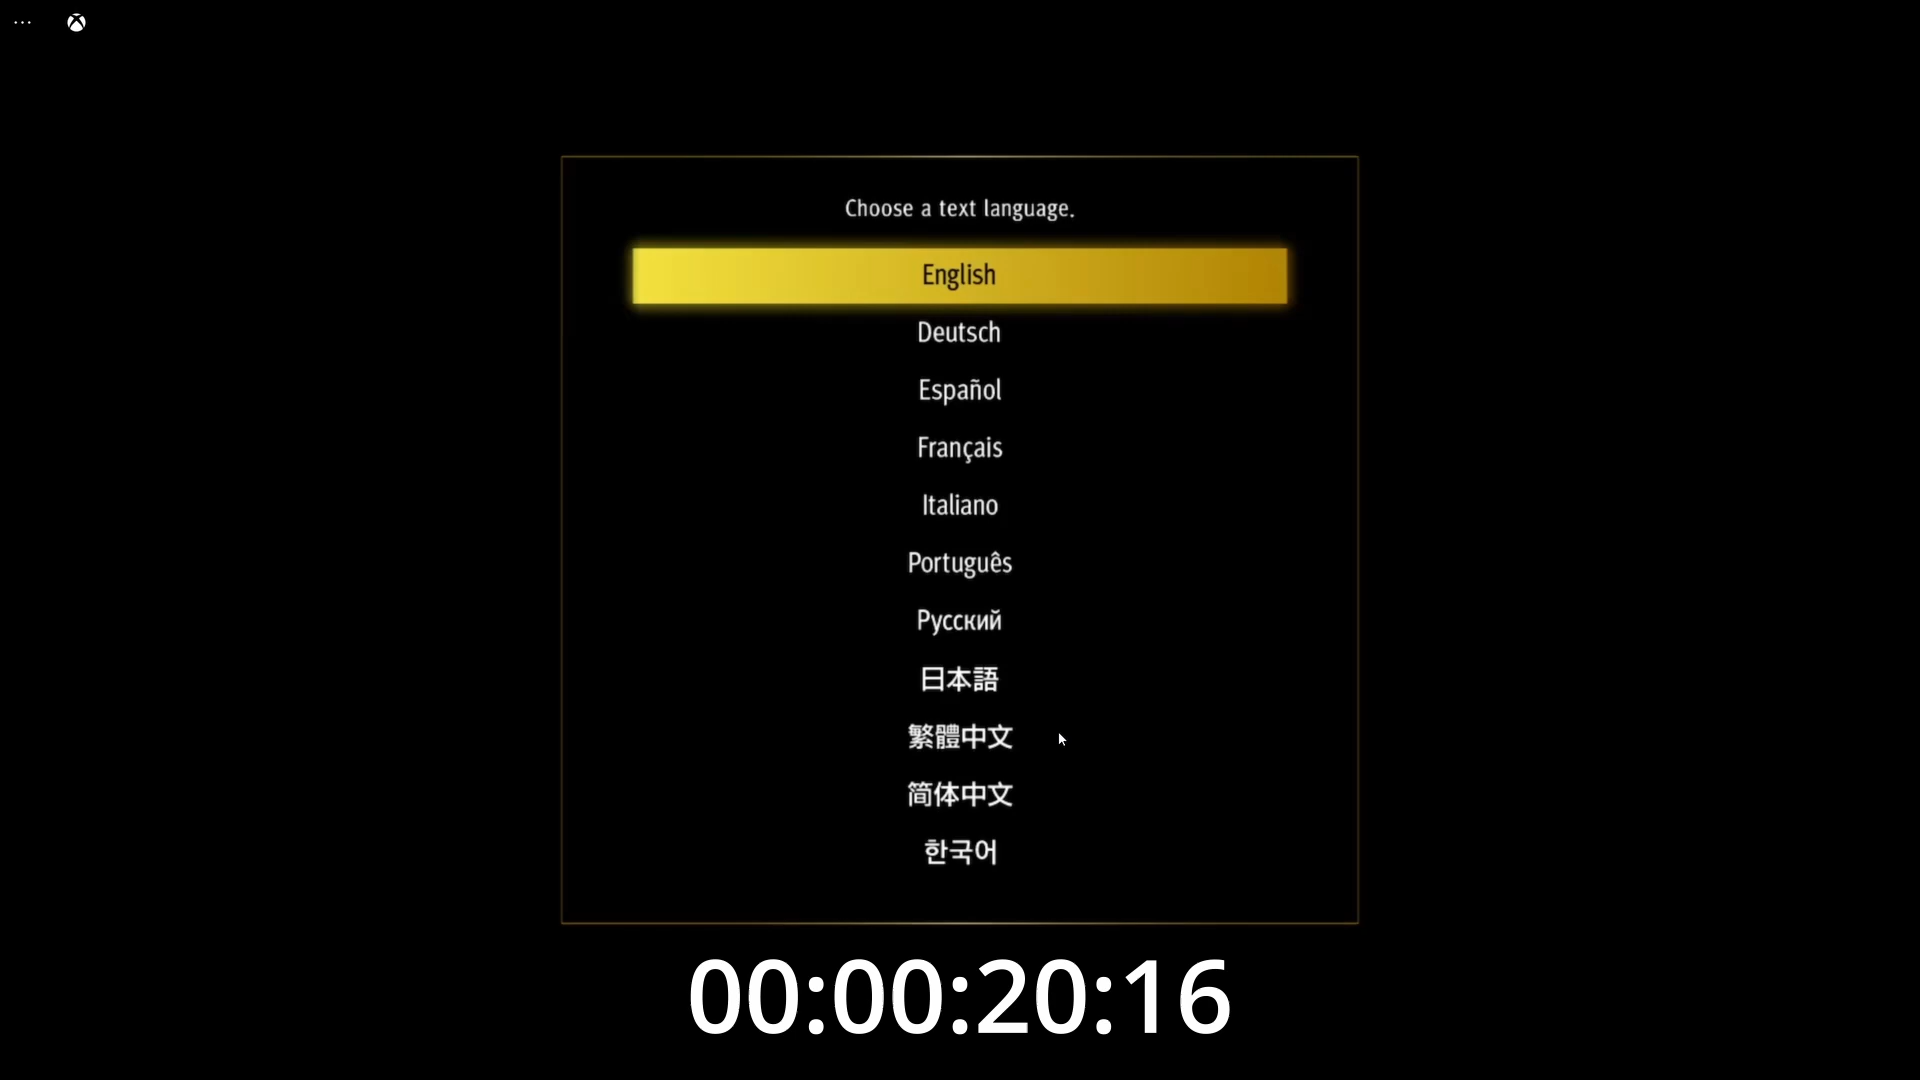 Choose a text language.
English
Deutsch
Español
Français
Italiano
Português
Русский
日本語
繁體中文
简体中文
한국어
00:00:20:16